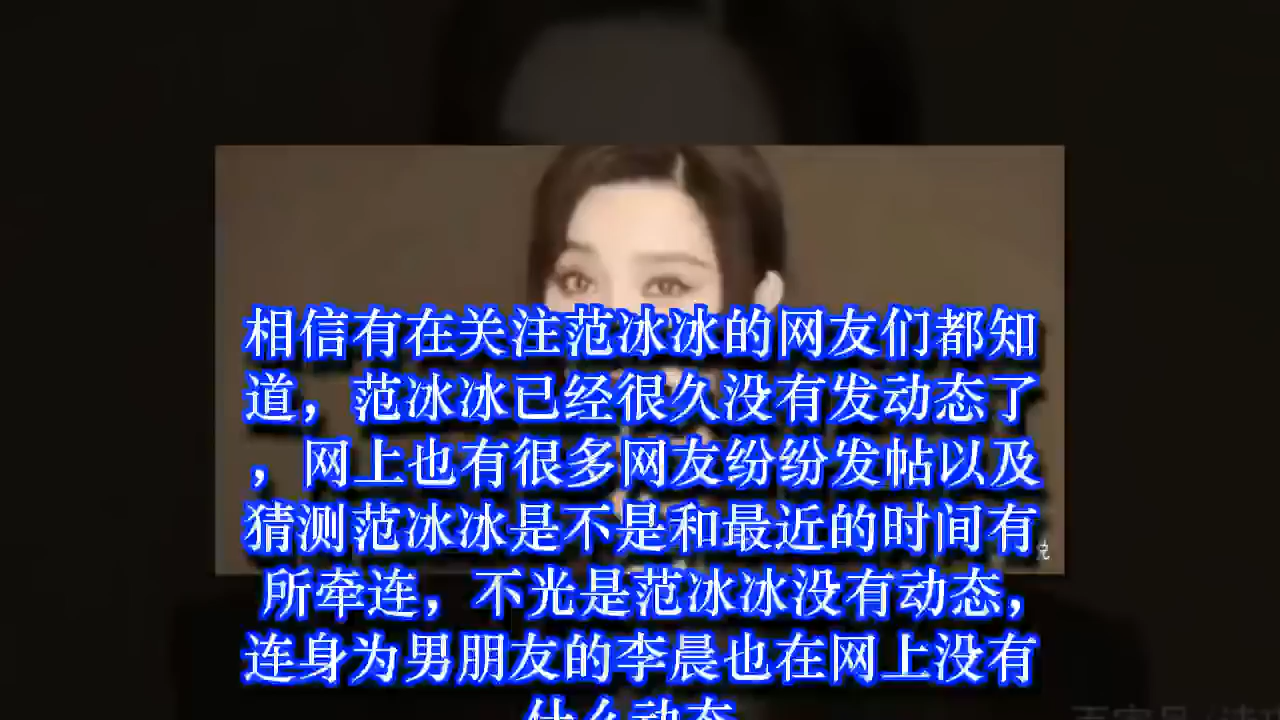 相信有在关注范冰冰的网友们都知
道，范冰冰已经很久没有发动态了
，网上也有很多网友纷纷发帖以及
猜测范冰冰是不是和最近的时间有
所牵连，不光是范冰冰没有动态，
连身为男朋友的李晨也在网上没有
什么动态